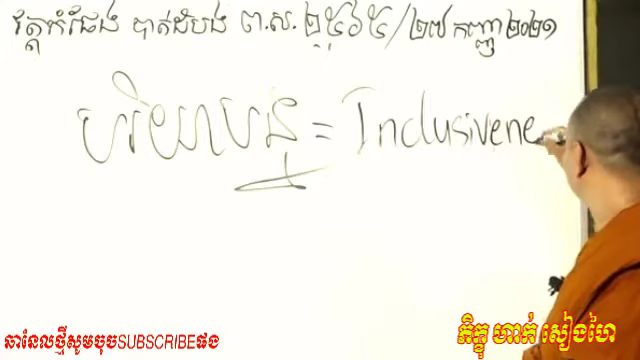 វត្តកំផែង បាត់ដំបង ព.ស.២៥៦៥/២៧ កញ្ញា ២០២១
បរិយាបន្ន = Inclusivene
ឆានែលថ្មីសូមចុចSUBSCRIBEផង
ភិក្ខុ ហាក់ សៀងហៃ